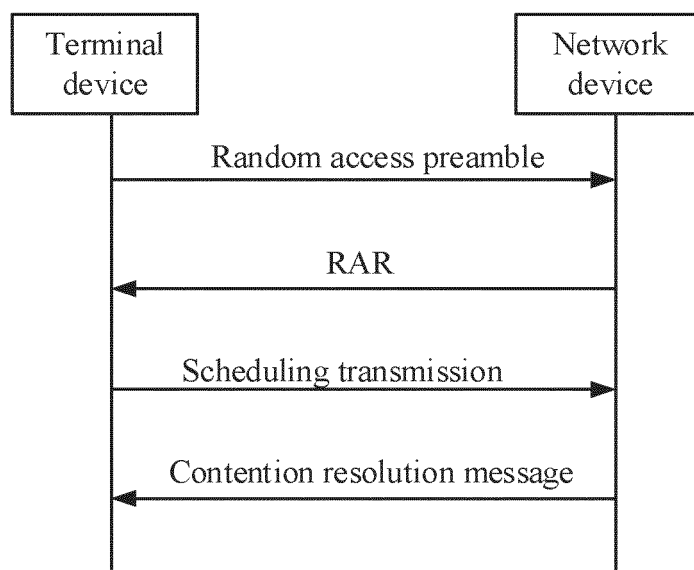 Terminal
device
Network
device
Random access preamble
RAR
Scheduling transmission
Contention resolution message